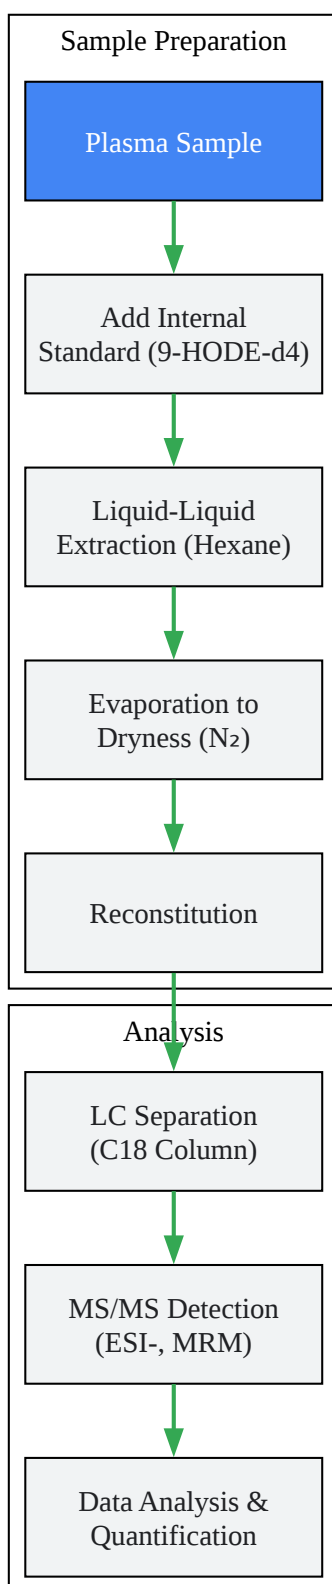 Sample Preparation
Plasma Sample
Add Internal
Standard (9-HODE-d4)
Liquid-Liquid
Extraction (Hexane)
Evaporation to
Dryness (N₂)
Reconstitution
Analysis
LC Separation
(C18 Column)
MS/MS Detection
(ESI-, MRM)
Data Analysis &
Quantification